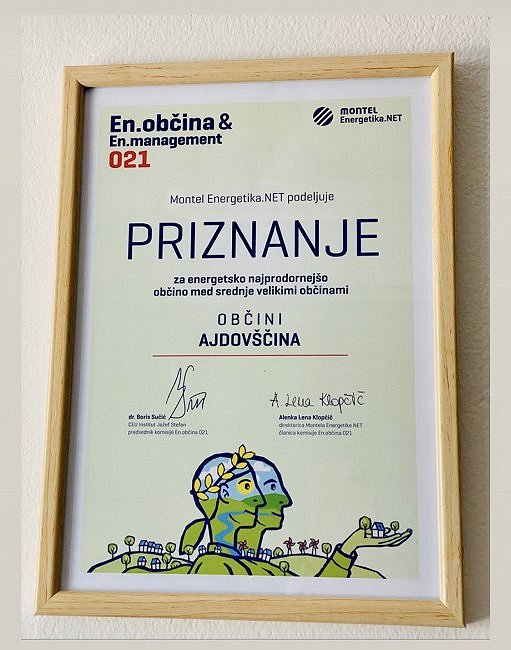 En.občina &
En.management
021
MONTEL
Energetika.NET
Montel Energetika.NET podeljuje
PRIZNANJE
za energetsko najprodornejšo
občino med srednje velikimi občinami
OBČINI
AJDOVŠČINA
A. Lena Klopčič
dr. Boris Sučić
CEU Institut Jožef Stefan
predsednik komisije En.občina 021
Alenka Lena Klopčič
direktorica Montela Energetike.NET
članica komisije En.občina 021